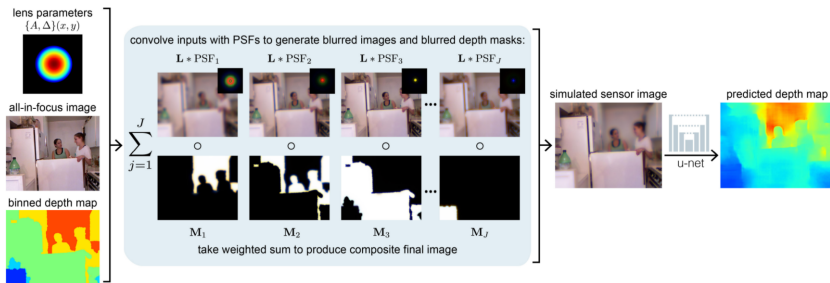 lens parameters
{A, Δ}(x, y)
all-in-focus image
binned depth map
convolve inputs with PSFs to generate blurred images and blurred depth masks:
L ∗ PSF₁ L ∗ PSF₂ L ∗ PSF₃ L ∗ PSF_J
...
J
∑
j=1
○ ○ ○ ○
...
M₁ M₂ M₃ M_J
take weighted sum to produce composite final image
simulated sensor image
u-net
predicted depth map